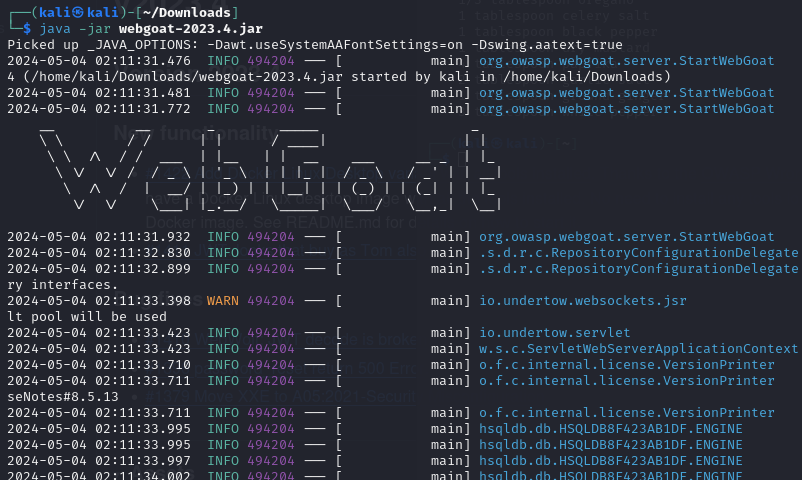 ┌──(kali㉿kali)-[~/Downloads]
└─$ java -jar webgoat-2023.4.jar
Picked up _JAVA_OPTIONS: -Dawt.useSystemAAFontSettings=on -Dswing.aatext=true
2024-05-04 02:11:31.476  INFO 494204 --- [           main] org.owasp.webgoat.server.StartWebGoat
4 (/home/kali/Downloads/webgoat-2023.4.jar started by kali in /home/kali/Downloads)
2024-05-04 02:11:31.481  INFO 494204 --- [           main] org.owasp.webgoat.server.StartWebGoat
2024-05-04 02:11:31.772  INFO 494204 --- [           main] org.owasp.webgoat.server.StartWebGoat
WebGoat
2024-05-04 02:11:31.932  INFO 494204 --- [           main] org.owasp.webgoat.server.StartWebGoat
2024-05-04 02:11:32.830  INFO 494204 --- [           main] .s.d.r.c.RepositoryConfigurationDelegate
2024-05-04 02:11:32.899  INFO 494204 --- [           main] .s.d.r.c.RepositoryConfigurationDelegate
ry interfaces.
2024-05-04 02:11:33.398  WARN 494204 --- [           main] io.undertow.websockets.jsr
lt pool will be used
2024-05-04 02:11:33.423  INFO 494204 --- [           main] io.undertow.servlet
2024-05-04 02:11:33.423  INFO 494204 --- [           main] w.s.c.ServletWebServerApplicationContext
2024-05-04 02:11:33.710  INFO 494204 --- [           main] o.f.c.internal.license.VersionPrinter
2024-05-04 02:11:33.711  INFO 494204 --- [           main] o.f.c.internal.license.VersionPrinter
seNotes#8.5.13
2024-05-04 02:11:33.711  INFO 494204 --- [           main] o.f.c.internal.license.VersionPrinter
2024-05-04 02:11:33.995  INFO 494204 --- [           main] hsqldb.db.HSQLDB8F423AB1DF.ENGINE
2024-05-04 02:11:33.995  INFO 494204 --- [           main] hsqldb.db.HSQLDB8F423AB1DF.ENGINE
2024-05-04 02:11:33.997  INFO 494204 --- [           main] hsqldb.db.HSQLDB8F423AB1DF.ENGINE
2024-05-04 02:11:34.002  INFO 494204 --- [           main] hsqldb.db.HSQLDB8F423AB1DF.ENGINE